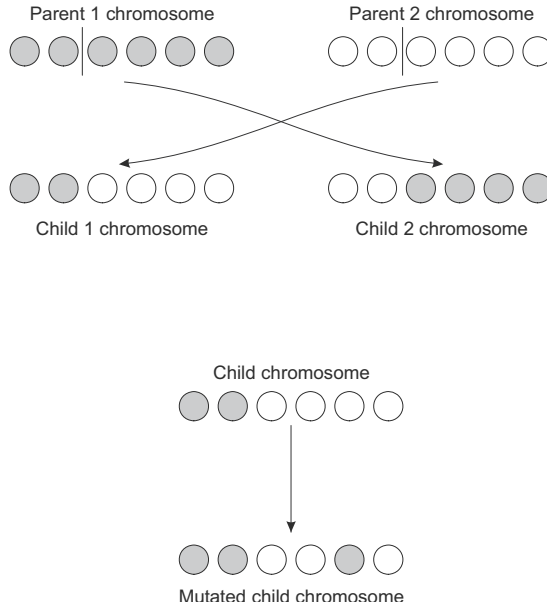 Parent 1 chromosome
Parent 2 chromosome
Child 1 chromosome
Child 2 chromosome
Child chromosome
Mutated child chromosome